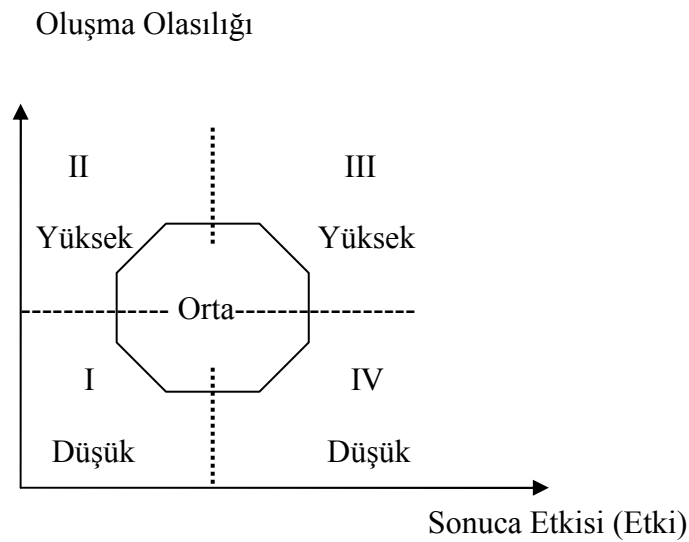 Oluşma Olasılığı
II
III
Yüksek
Yüksek
Orta
I
IV
Düşük
Düşük
Sonuca Etkisi (Etki)